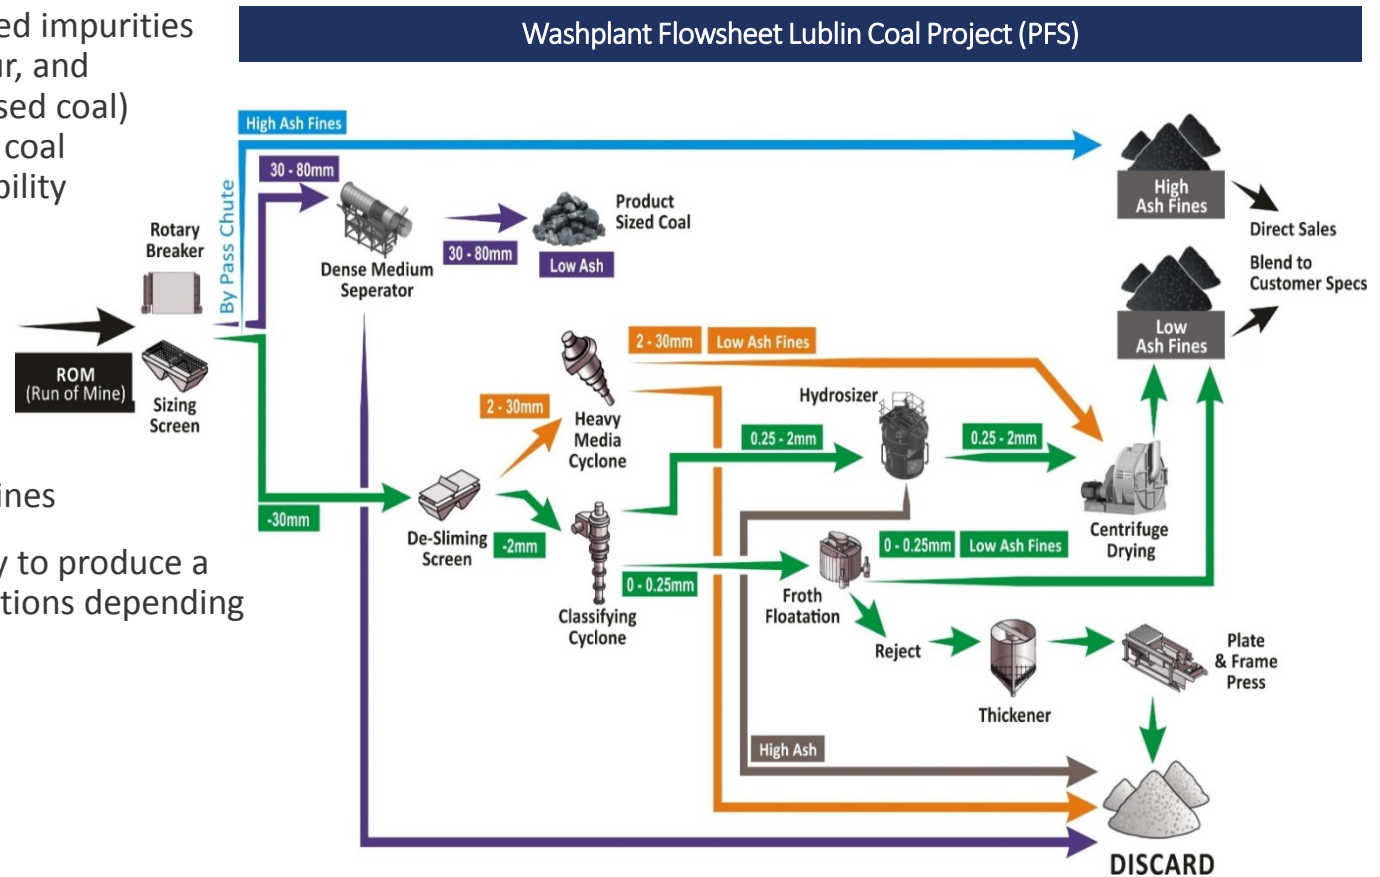 ed impurities
ur, and
sed coal)
coal
bility
ines
y to produce a
tions depending
Washplant Flowsheet Lublin Coal Project (PFS)
High Ash Fines
30 - 80mm
By Pass Chute
Rotary
Breaker
ROM
(Run of Mine)
Sizing
Screen
Dense Medium
Seperator
30 - 80mm
Product
Sized Coal
Low Ash
High
Ash Fines
Direct Sales
Blend to
Customer Specs
Low
Ash Fines
2 - 30mm
Low Ash Fines
2 - 30mm
Heavy
Media
Cyclone
Hydrosizer
0.25 - 2mm
0.25 - 2mm
-30mm
De-Sliming
Screen
-2mm
Classifying
Cyclone
0 - 0.25mm
Centrifuge
Drying
0 - 0.25mm
Low Ash Fines
Froth
Floatation
Reject
Thickener
Plate
& Frame
Press
High Ash
DISCARD